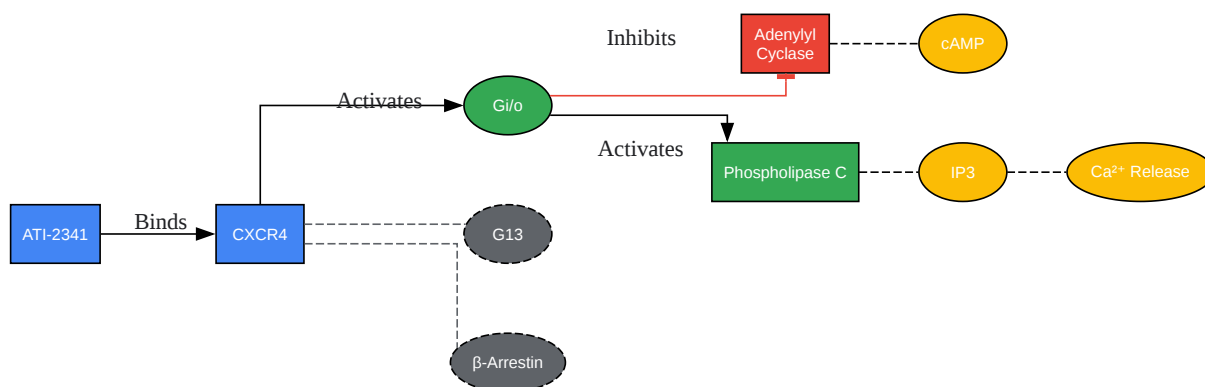 Inhibits
Adenylyl
Cyclase
cAMP
Activates
Gi/o
Activates
Phospholipase C
IP3
Ca²⁺ Release
ATI-2341
Binds
CXCR4
G13
β-Arrestin